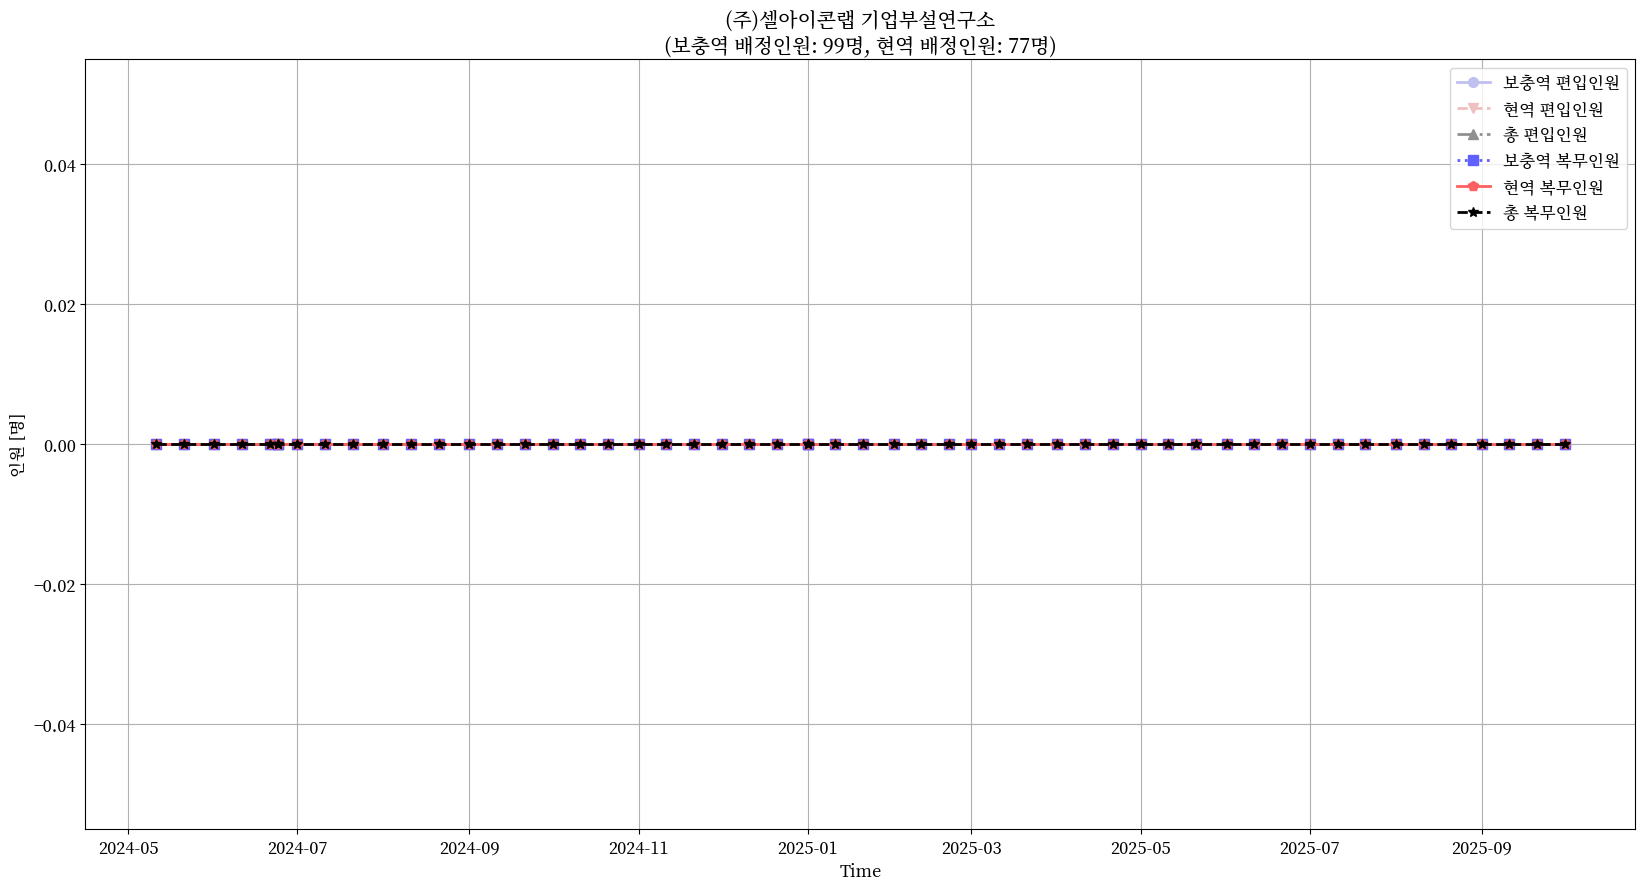 (주)셀아이콘랩 기업부설연구소
(보충역 배정인원: 99명, 현역 배정인원: 77명)
보충역 편입인원
현역 편입인원
총 편입인원
보충역 복무인원
현역 복무인원
총 복무인원
0.04
0.02
0.00
−0.02
−0.04
인원 [명]
2024-05 2024-07 2024-09 2024-11 2025-01 2025-03 2025-05 2025-07 2025-09
Time